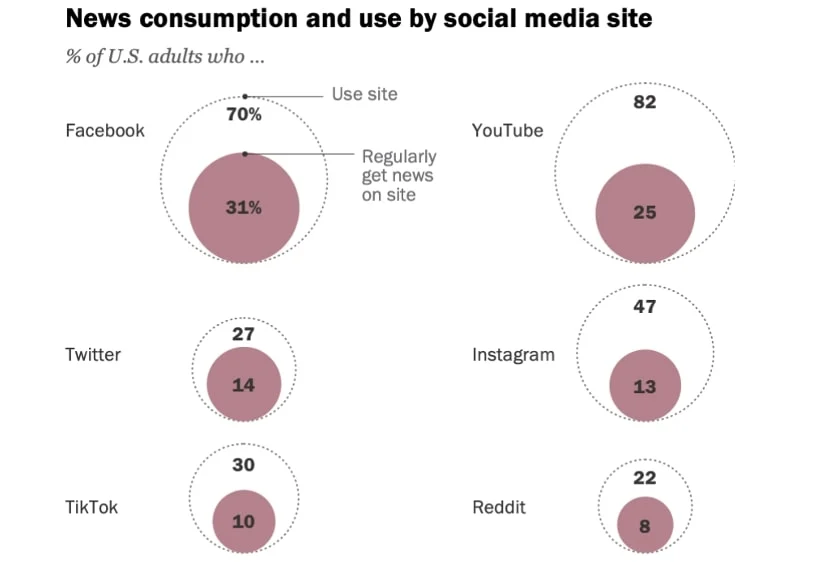 News consumption and use by social media site
% of U.S. adults who ...
Facebook
70%
Use site
31%
Regularly
get news
on site
YouTube
82
25
Twitter
27
14
Instagram
47
13
TikTok
30
10
Reddit
22
8